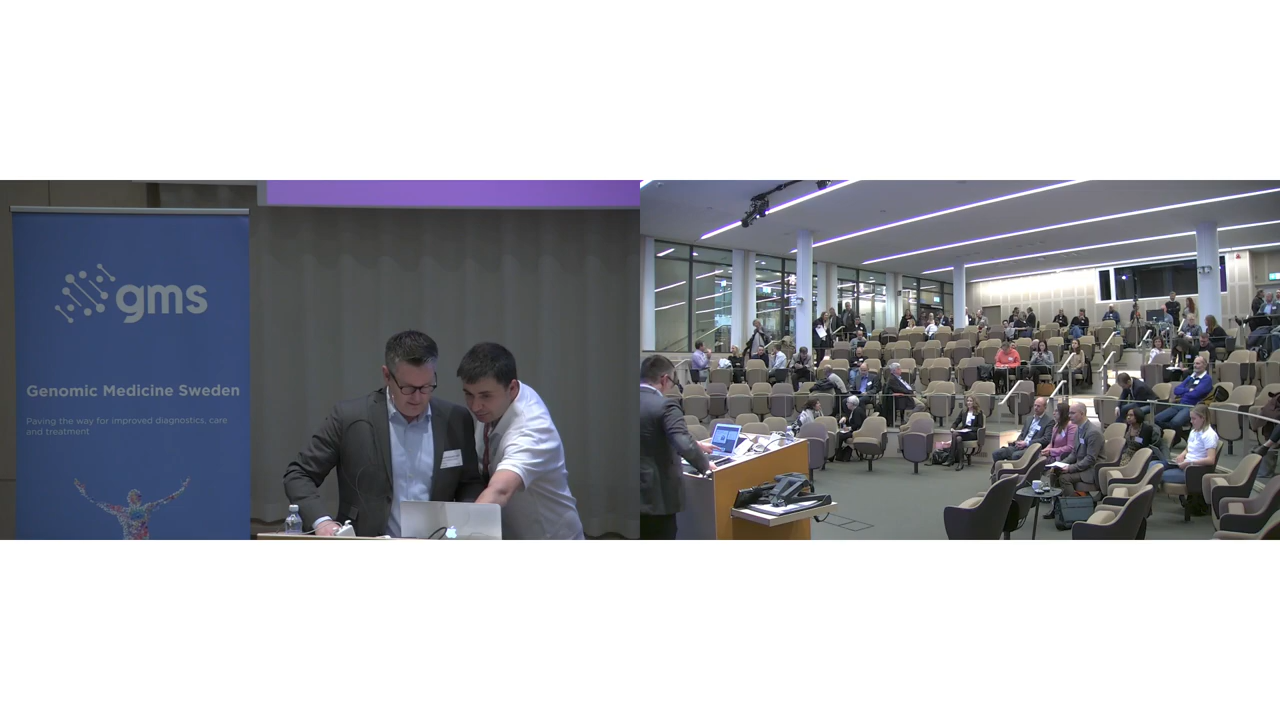 gms
Genomic Medicine Sweden
Paving the way for improved diagnostics, care
and treatment